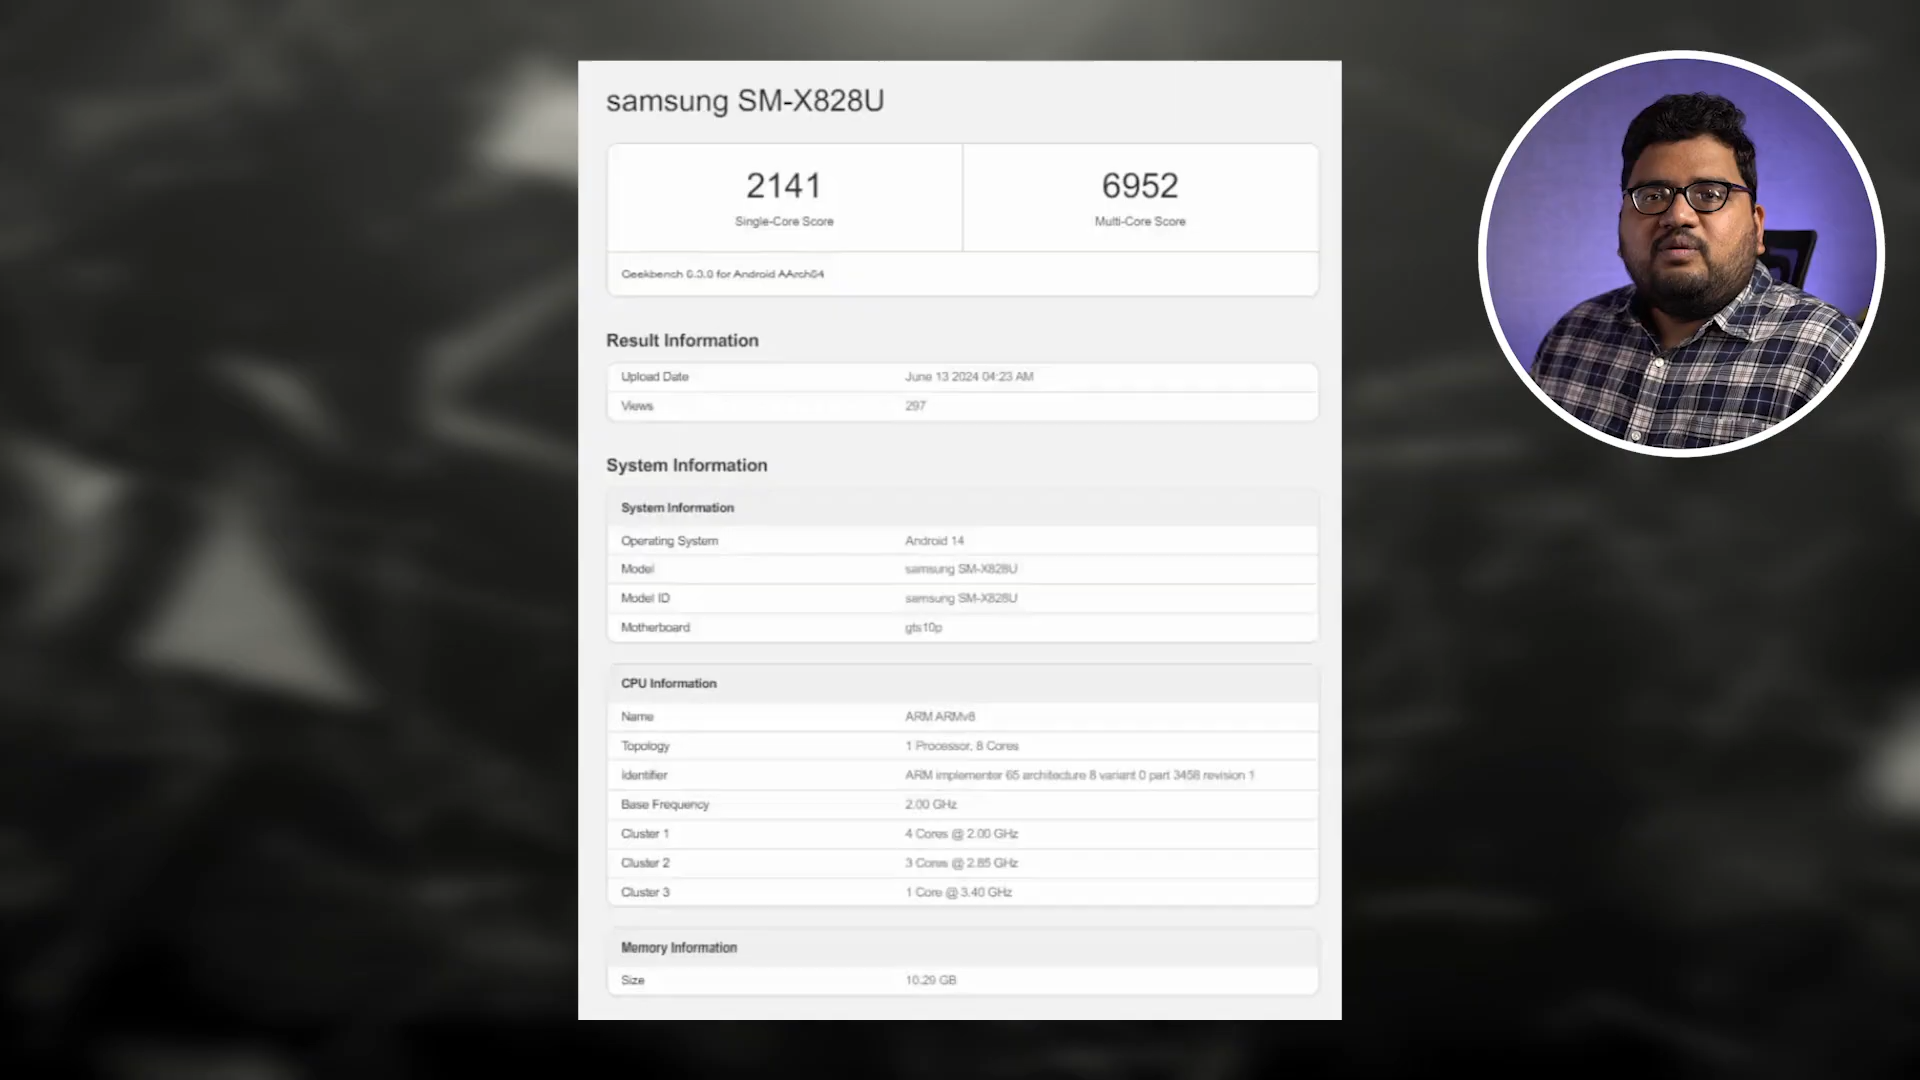 samsung SM-X828U
2141
Single-Core Score
6952
Multi-Core Score
Geekbench 6.3.0 for Android AArch64
Result Information
Upload Date June 13 2024 04:23 AM
Views 297
System Information
System Information
Operating System Android 14
Model samsung SM-X828U
Model ID samsung SM-X828U
Motherboard gts10p
CPU Information
Name ARM ARMv8
Topology 1 Processor, 8 Cores
Identifier ARM implementer 65 architecture 8 variant 0 part 3458 revision 1
Base Frequency 2.00 GHz
Cluster 1 4 Cores @ 2.00 GHz
Cluster 2 3 Cores @ 2.85 GHz
Cluster 3 1 Core @ 3.40 GHz
Memory Information
Size 10.29 GB